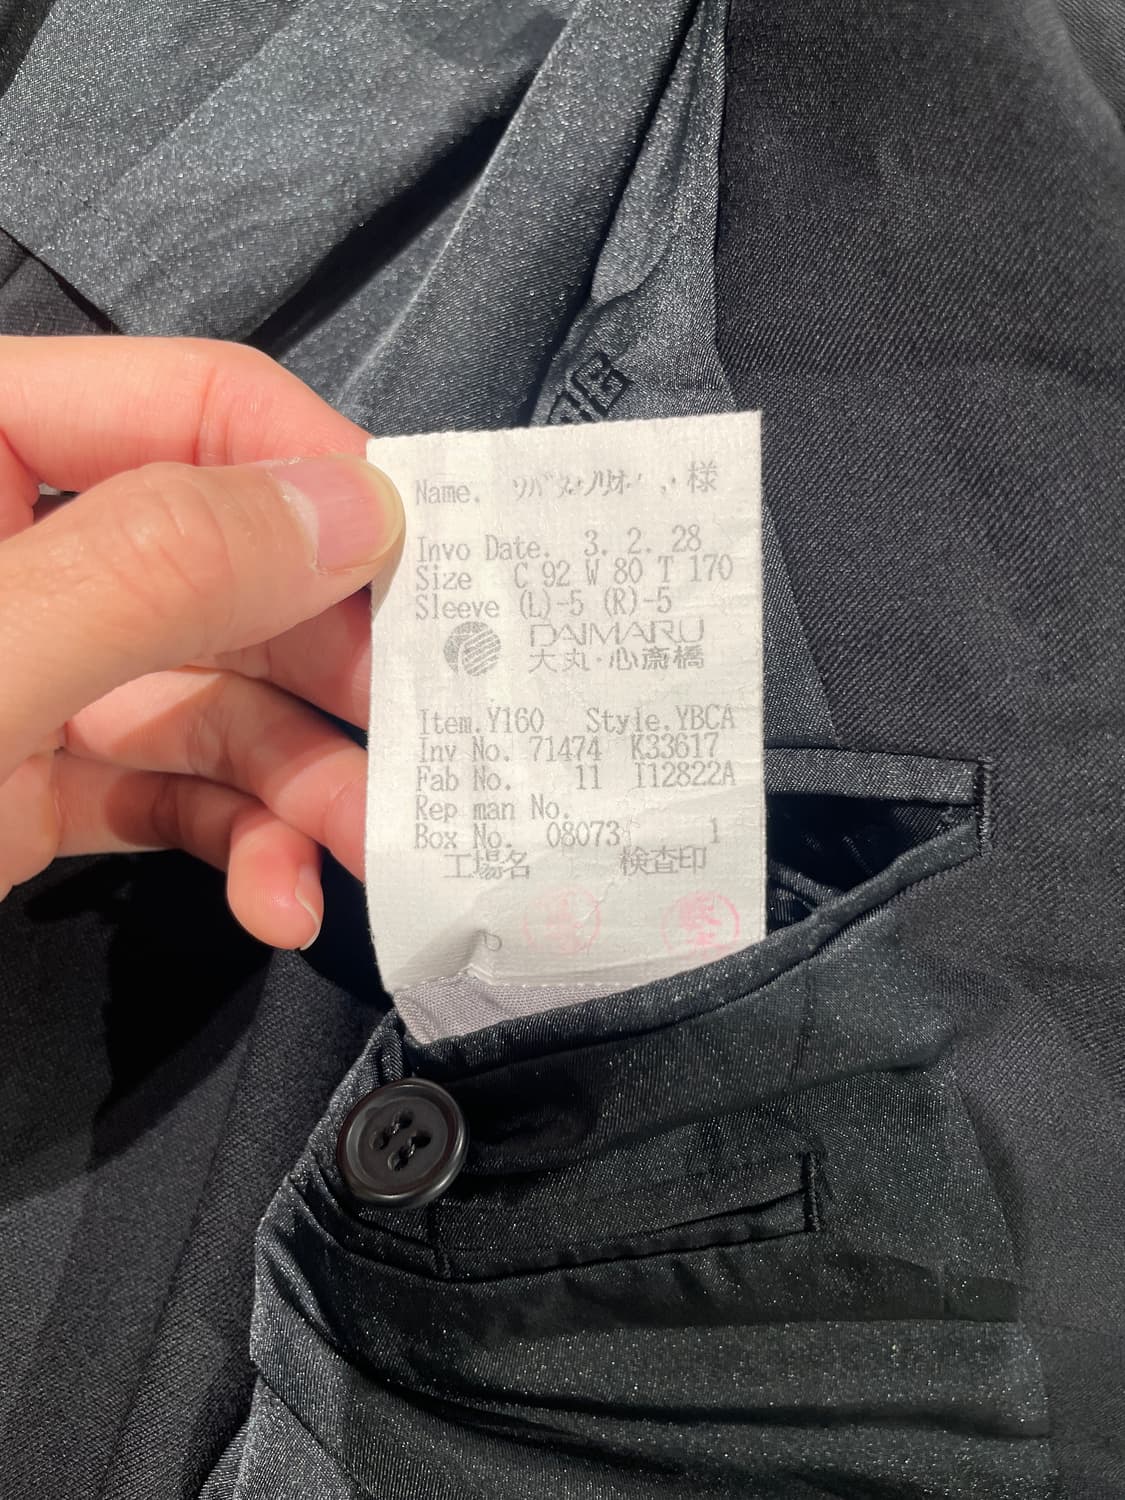 Name. 様
Invo Date. 3. 2. 28
Size C 92 W 80 T 170
Sleeve (L)-5 (R)-5
DAIMARU
大丸・心斎橋
Item.Y160 Style.YBCA
Inv No. 71474 K33617
Fab No. 11 I12822A
Rep man No.
Box No. 08073 1
工場名 検査印